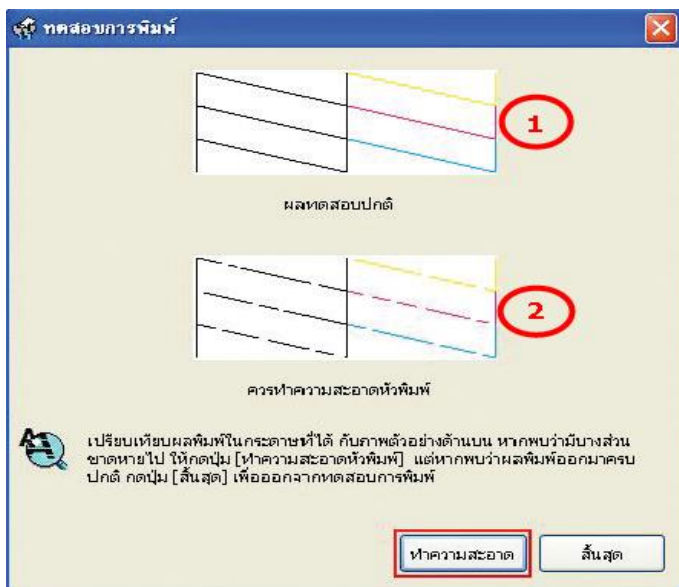 ทดสอบการพิมพ์
1
ผลทดสอบปกติ
2
ควรทำความสะอาดหัวพิมพ์
เปรียบเทียบผลพิมพ์ในกระดาษที่ได้ กับภาพตัวอย่างด้านบน หากพบว่ามีบางส่วน
ขาดหายไป ให้กดปุ่ม [ทำความสะอาดหัวพิมพ์] แต่หากพบว่าผลพิมพ์ออกมาครบ
ปกติ กดปุ่ม [สิ้นสุด] เพื่อออกจากทดสอบการพิมพ์
ทำความสะอาด
สิ้นสุด